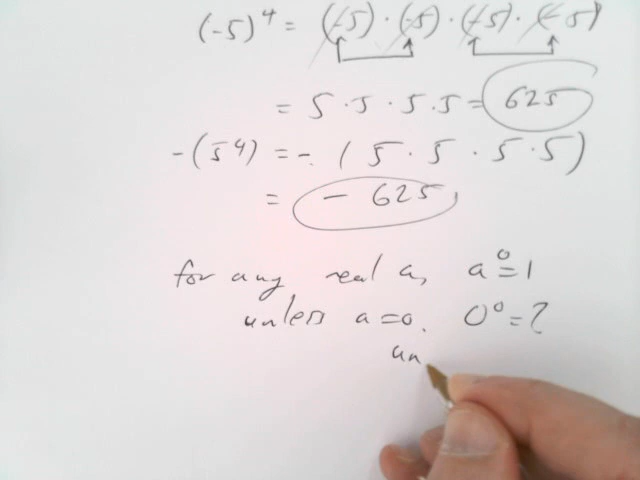 (-5)⁴ = (-5) · (-5) · (-5) · (-5)
= 5 · 5 · 5 · 5 = 625
-(5⁴) = - (5 · 5 · 5 · 5)
= - 625
for any real a, a⁰=1
unless a=0. 0⁰=?
un